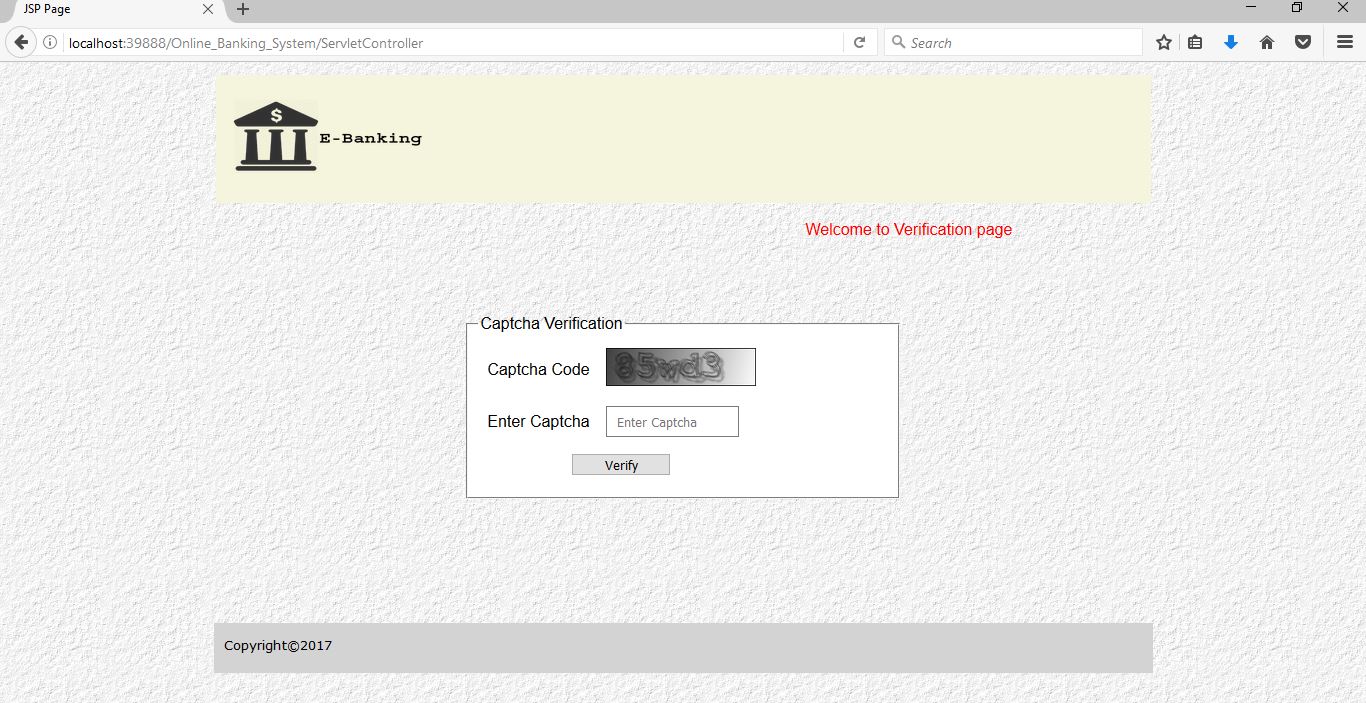 JSP Page
localhost:39888/Online_Banking_System/ServletController
Search
$
E-Banking
Welcome to Verification page
Captcha Verification
Captcha Code
85wd3
Enter Captcha
Enter Captcha
Verify
Copyright©2017